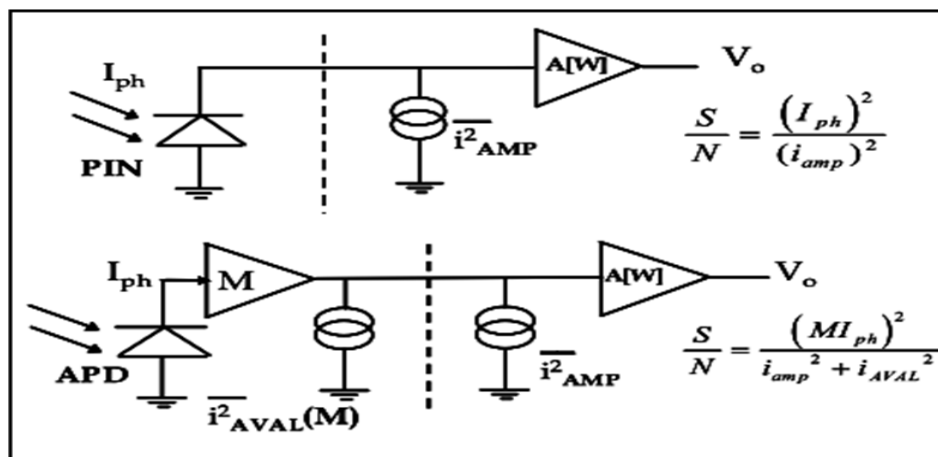 I_ph
PIN
i²_AMP
A[W]
V_o
S/N = (I_ph)² / (i_amp)²
I_ph
M
APD
i²_AVAL(M)
i²_AMP
A[W]
V_o
S/N = (MI_ph)² / i_amp² + i_AVAL²